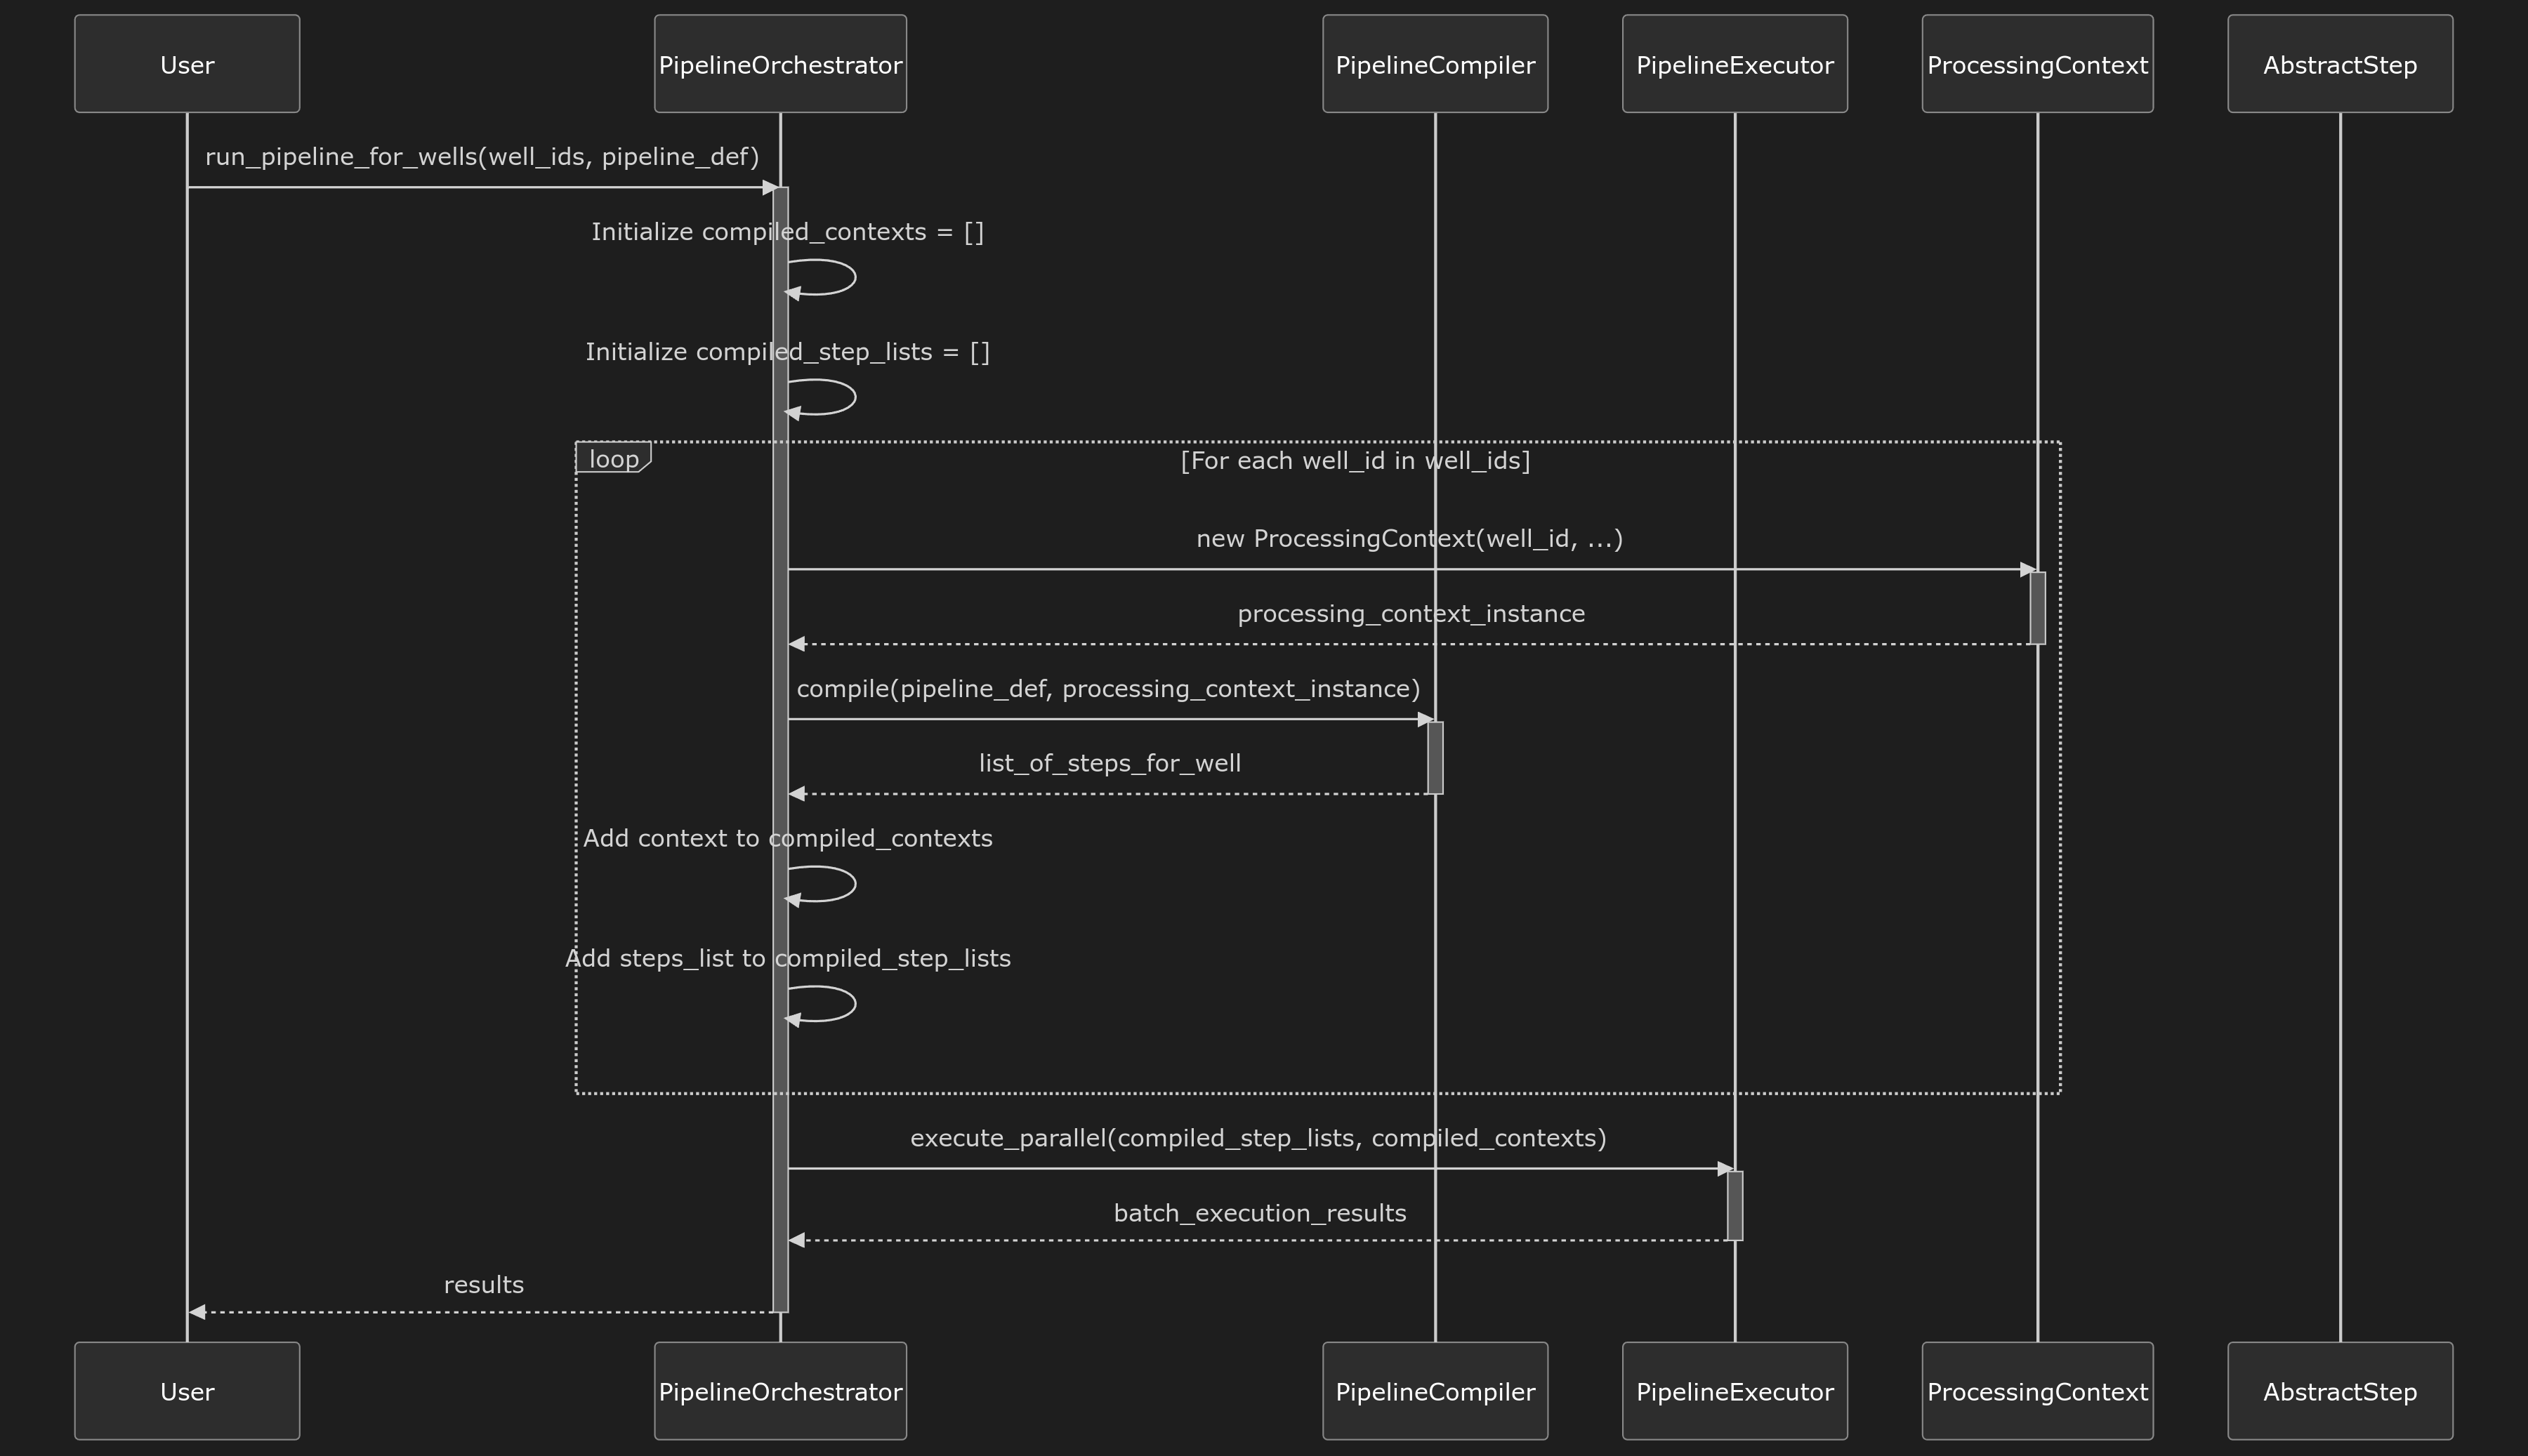 User
PipelineOrchestrator
PipelineCompiler
PipelineExecutor
ProcessingContext
AbstractStep
run_pipeline_for_wells(well_ids, pipeline_def)
Initialize compiled_contexts = []
Initialize compiled_step_lists = []
loop
[For each well_id in well_ids]
new ProcessingContext(well_id, ...)
processing_context_instance
compile(pipeline_def, processing_context_instance)
list_of_steps_for_well
Add context to compiled_contexts
Add steps_list to compiled_step_lists
execute_parallel(compiled_step_lists, compiled_contexts)
batch_execution_results
results
User
PipelineOrchestrator
PipelineCompiler
PipelineExecutor
ProcessingContext
AbstractStep